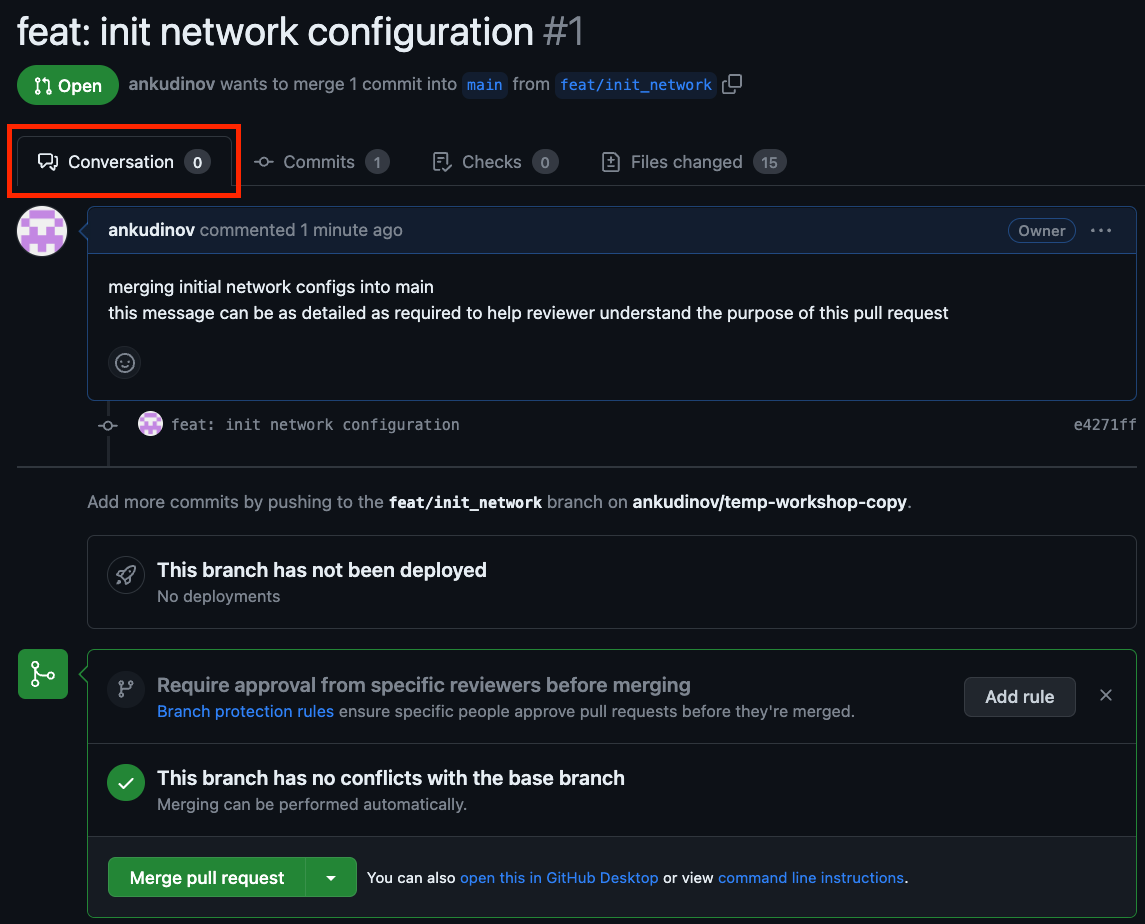 feat: init network configuration #1
Open ankudinov wants to merge 1 commit into main from feat/init_network
Conversation 0 Commits 1 Checks 0 Files changed 15
ankudinov commented 1 minute ago Owner
merging initial network configs into main
this message can be as detailed as required to help reviewer understand the purpose of this pull request
feat: init network configuration e4271ff
Add more commits by pushing to the feat/init_network branch on ankudinov/temp-workshop-copy.
This branch has not been deployed
No deployments
Require approval from specific reviewers before merging
Branch protection rules ensure specific people approve pull requests before they're merged.
Add rule
This branch has no conflicts with the base branch
Merging can be performed automatically.
Merge pull request You can also open this in GitHub Desktop or view command line instructions.